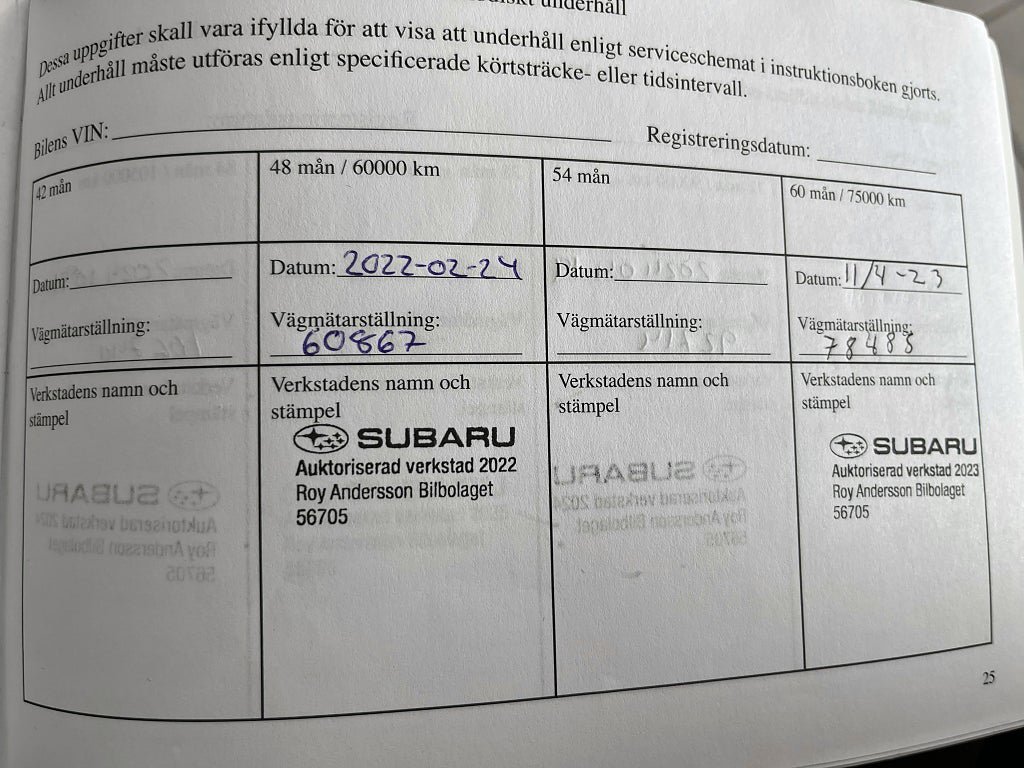 underhåll
Dessa uppgifter skall vara ifyllda för att visa att underhåll enligt serviceschemat i instruktionsboken gjorts.
Allt underhåll måste utföras enligt specificerade körtsträcke- eller tidsintervall.
Bilens VIN:
Registreringsdatum:
42 mån
48 mån / 60000 km
54 mån
60 mån / 75000 km
Datum:
Datum: 2022-02-24
Datum:
Datum: 11/4-23
Vägmätarställning:
Vägmätarställning:
60867
Vägmätarställning:
Vägmätarställning:
78485
Verkstadens namn och
stämpel
Verkstadens namn och
stämpel
SUBARU
Auktoriserad verkstad 2022
Roy Andersson Bilbolaget
56705
Verkstadens namn och
stämpel
Verkstadens namn och
stämpel
SUBARU
Auktoriserad verkstad 2023
Roy Andersson Bilbolaget
56705
25